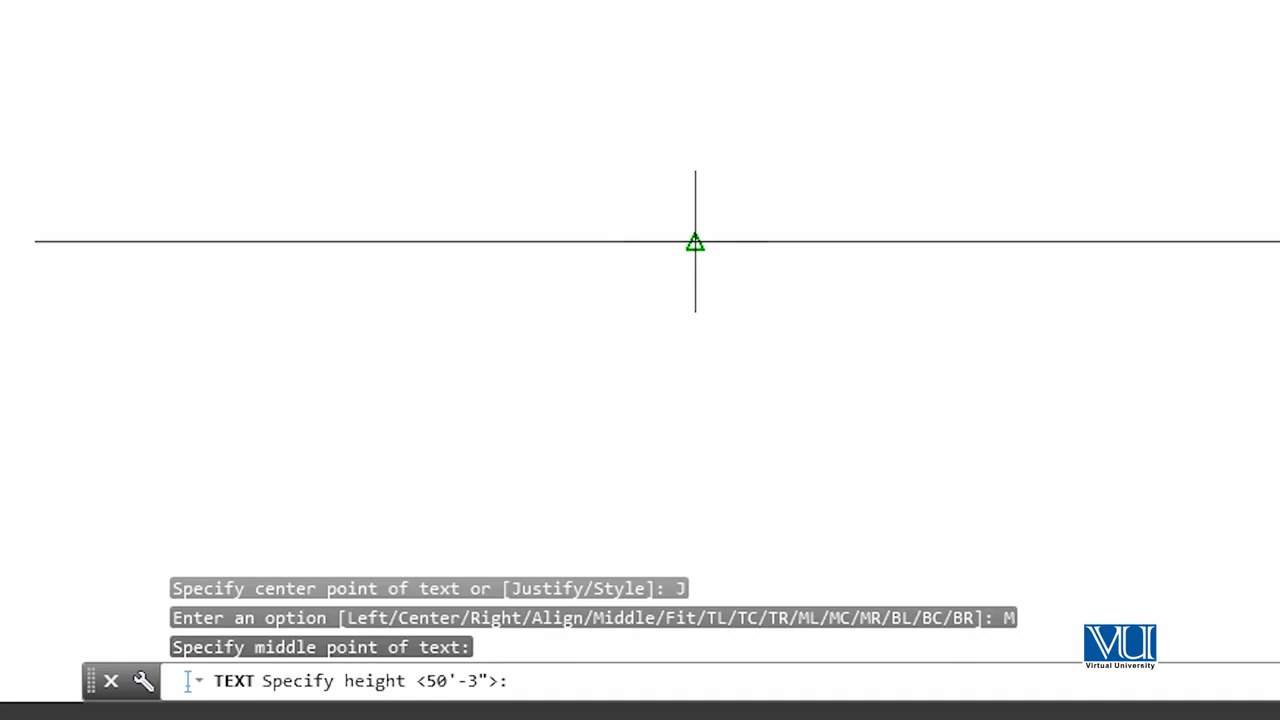 Specify center point of text or [Justify/Style]: J
Enter an option [Left/Center/Right/Align/Middle/Fit/TL/TC/TR/ML/MC/MR/BL/BC/BR]: M
Specify middle point of text:
TEXT Specify height <50'-3">:
VU
Virtual University